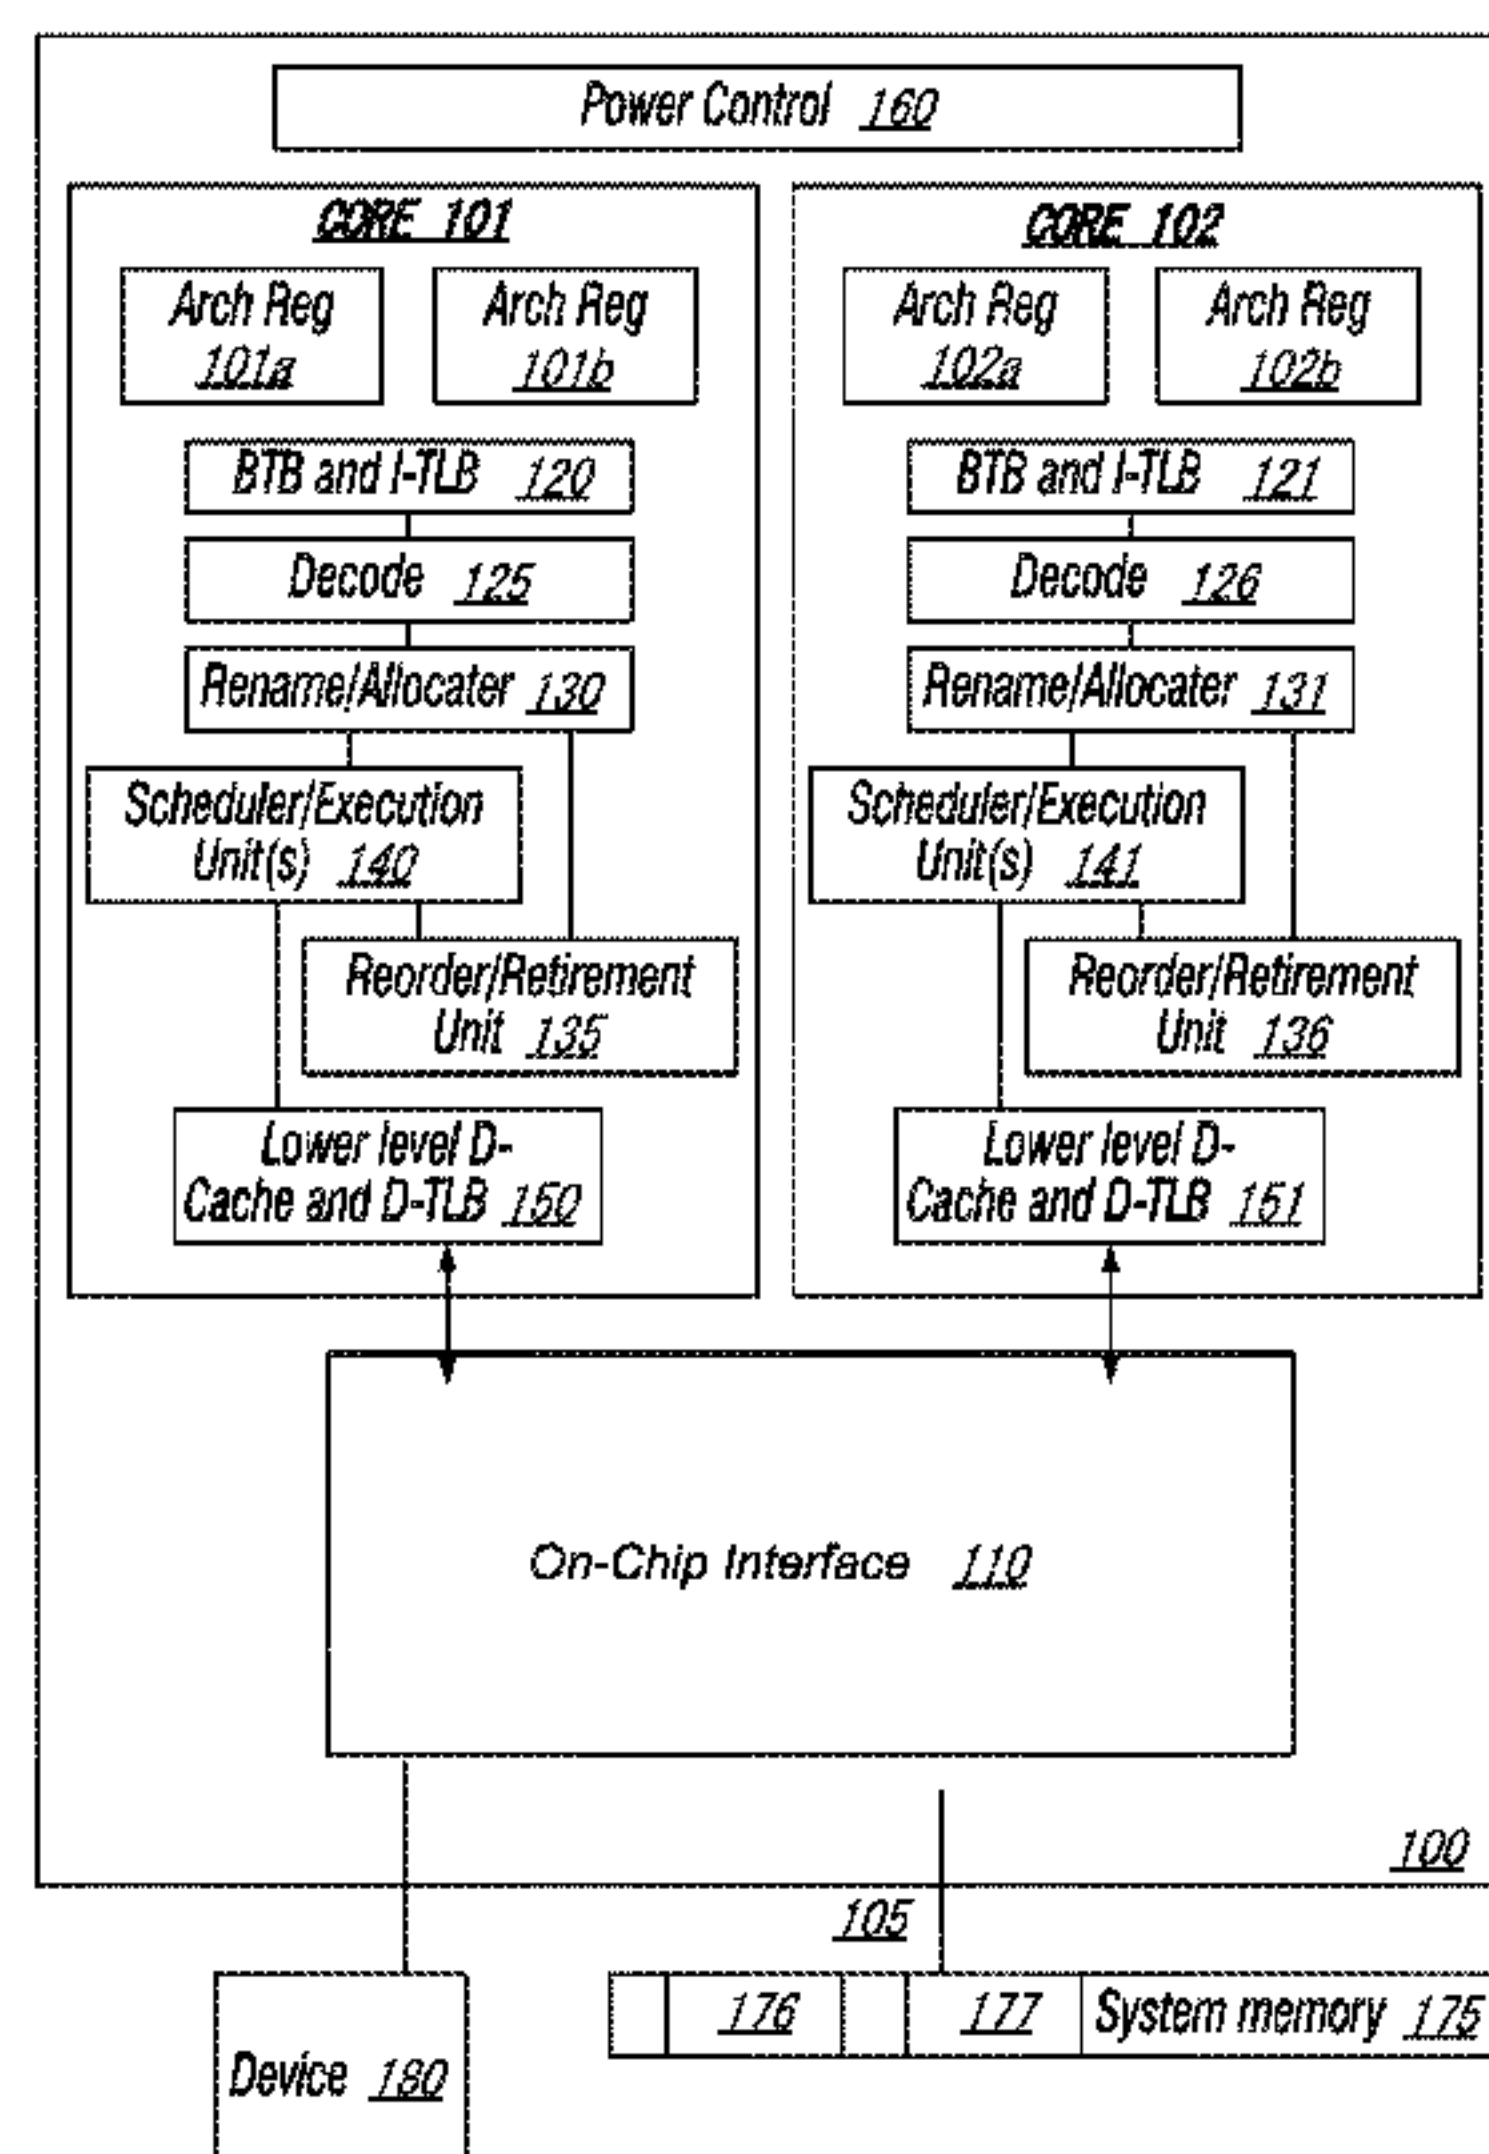 Power Control 160
CORE 101
Arch Reg
101a
Arch Reg
101b
BTB and I-TLB 120
Decode 125
Rename/Allocater 130
Scheduler/Execution
Unit(s) 140
Reorder/Retirement
Unit 135
Lower level D-
Cache and D-TLB 150
CORE 102
Arch Reg
102a
Arch Reg
102b
BTB and I-TLB 121
Decode 126
Rename/Allocater 131
Scheduler/Execution
Unit(s) 141
Reorder/Retirement
Unit 136
Lower level D-
Cache and D-TLB 151
On-Chip Interface 110
100
105
176
177
System memory 175
Device 180